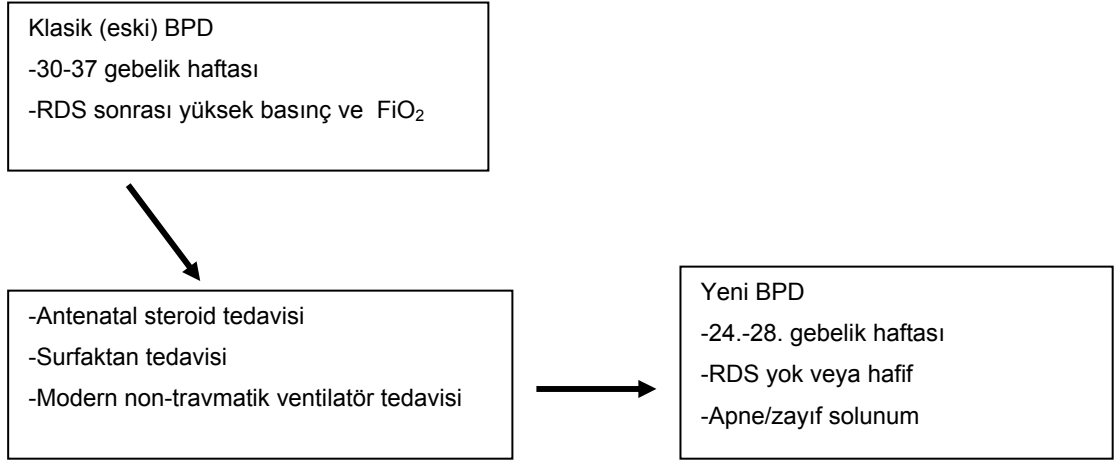 Klasik (eski) BPD
-30-37 gebelik haftası
-RDS sonrası yüksek basınç ve FiO₂
-Antenatal steroid tedavisi
-Surfaktan tedavisi
-Modern non-travmatik ventilatör tedavisi
Yeni BPD
-24.-28. gebelik haftası
-RDS yok veya hafif
-Apne/zayıf solunum